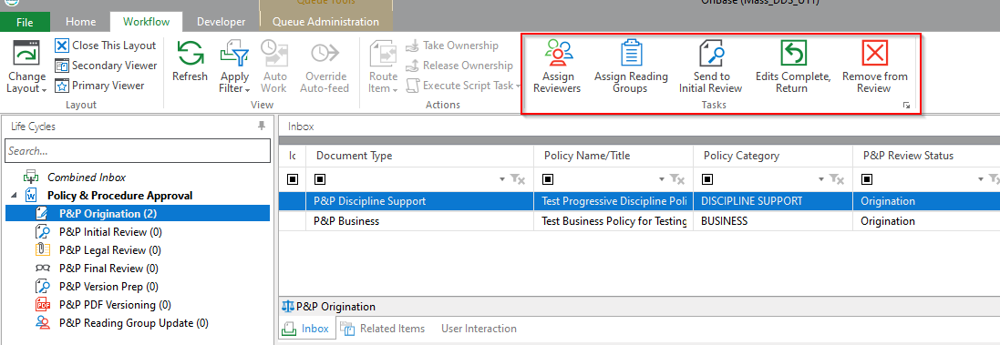 Queue Tools
OnBase (Mass_DDS_UTT)
File
Home
Workflow
Developer
Queue Administration
Change Layout
Close This Layout
Secondary Viewer
Primary Viewer
Layout
Refresh
Apply Filter
Auto Work
Override Auto-feed
View
Route Item
Take Ownership
Release Ownership
Execute Script Task
Actions
Assign Reviewers
Assign Reading Groups
Send to Initial Review
Edits Complete, Return
Remove from Review
Tasks
Life Cycles
Search...
Combined Inbox
Policy & Procedure Approval
P&P Origination (2)
P&P Initial Review (0)
P&P Legal Review (0)
P&P Final Review (0)
P&P Version Prep (0)
P&P PDF Versioning (0)
P&P Reading Group Update (0)
Inbox
Ic Document Type Policy Name/Title Policy Category P&P Review Status
P&P Discipline Support Test Progressive Discipline Poli DISCIPLINE SUPPORT Origination
P&P Business Test Business Policy for Testing BUSINESS Origination
P&P Origination
Inbox Related Items User Interaction